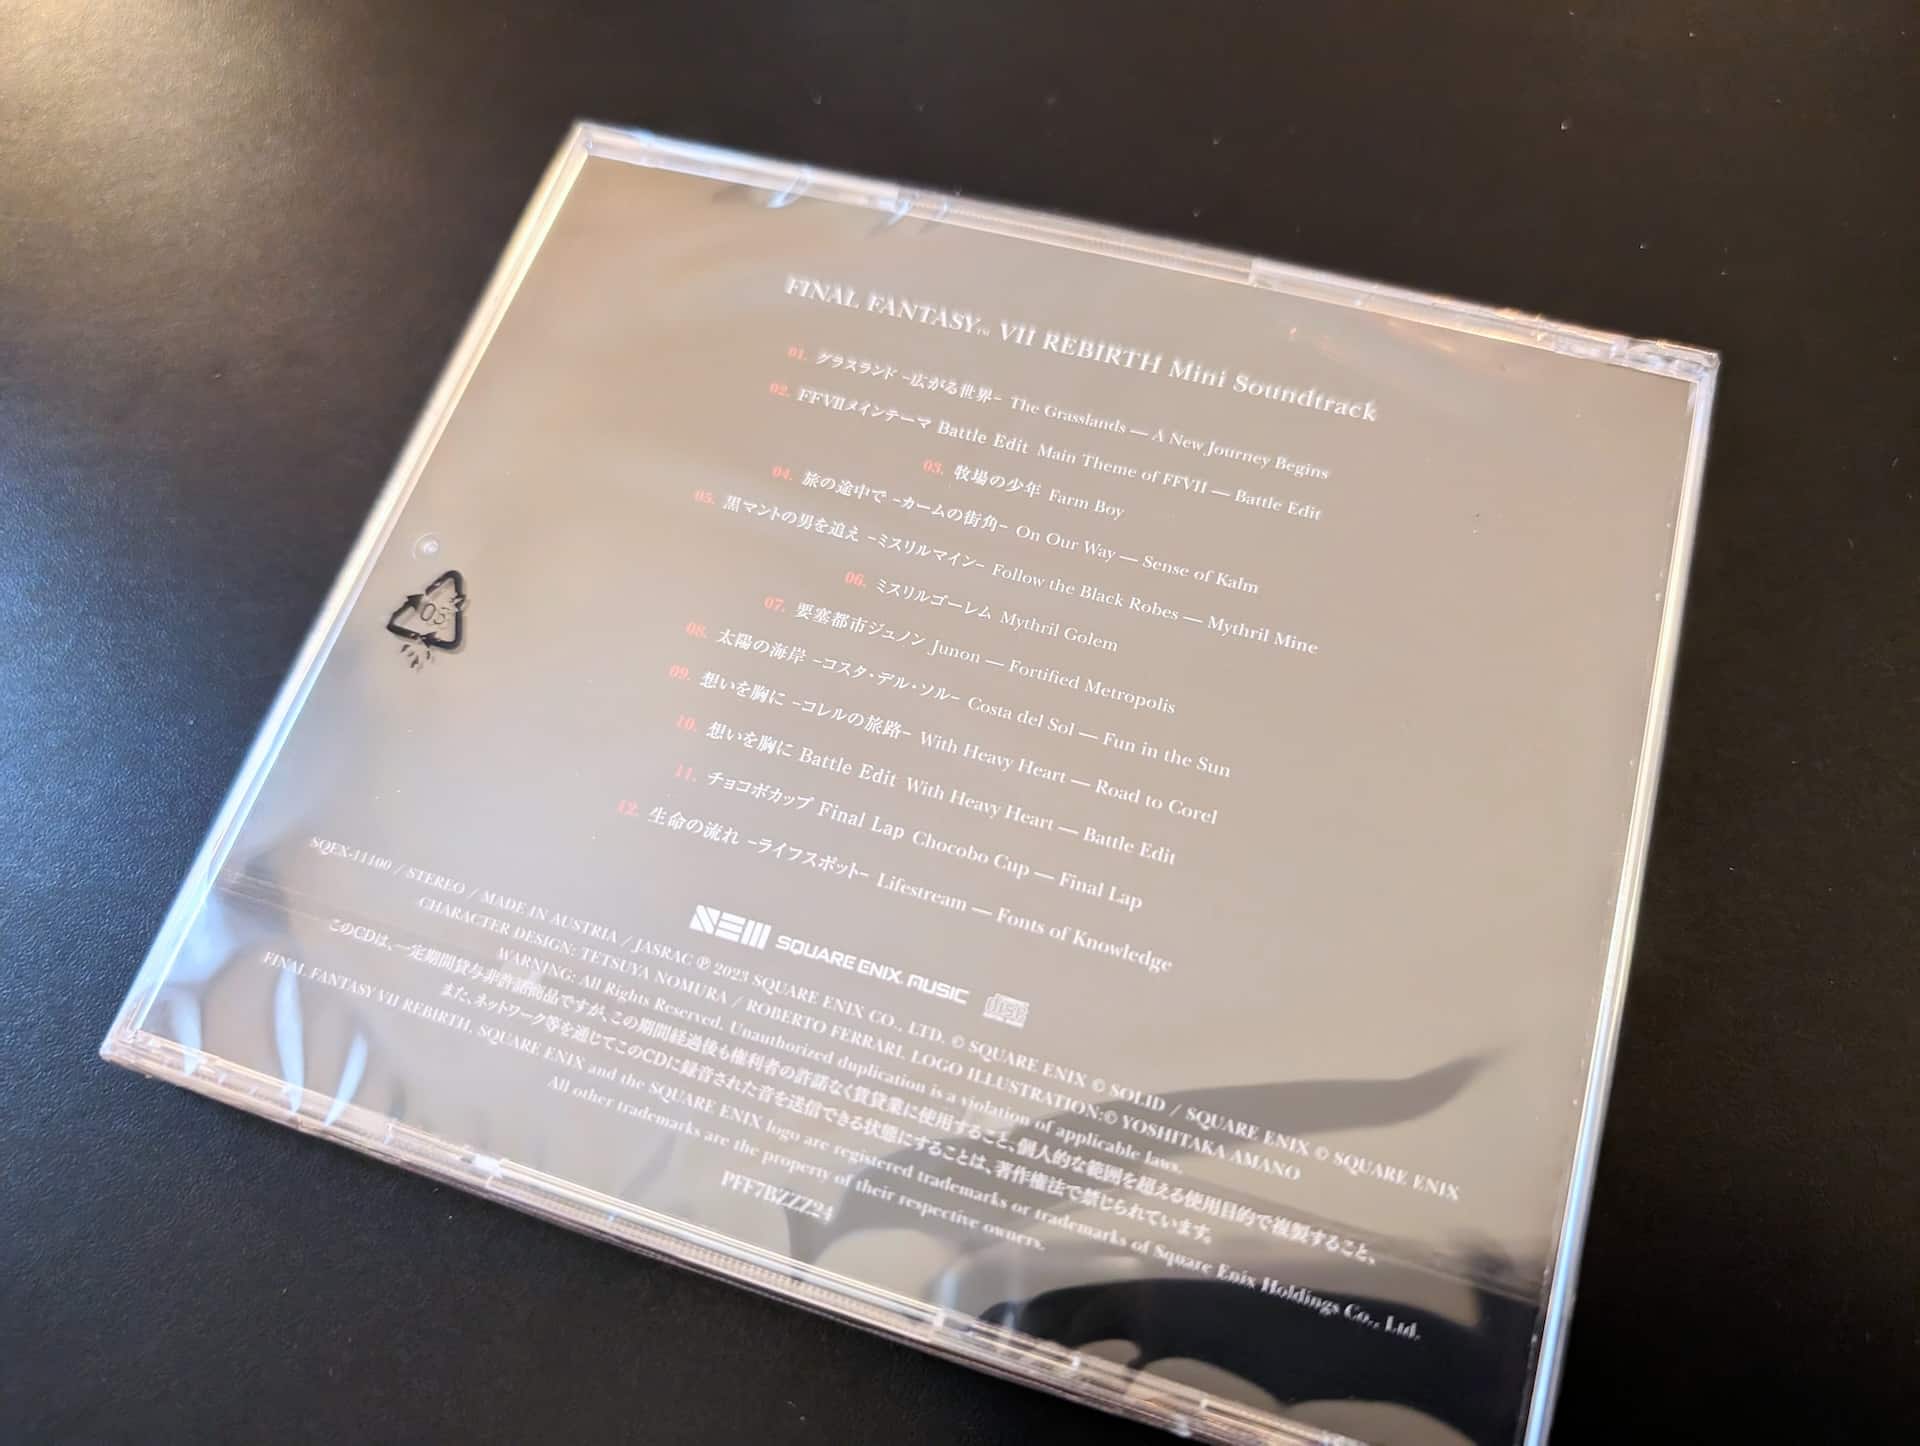 FINAL FANTASY™ VII REBIRTH Mini Soundtrack
01. グラスランド -広がる世界- The Grasslands — A New Journey Begins
02. FFVIIメインテーマ Battle Edit Main Theme of FFVII — Battle Edit
03. 牧場の少年 Farm Boy
04. 旅の途中で -カームの街角- On Our Way — Sense of Kalm
05. 黒マントの男を追え -ミスリルマイン- Follow the Black Robes — Mythril Mine
06. ミスリルゴーレム Mythril Golem
07. 要塞都市ジュノン Junon — Fortified Metropolis
08. 太陽の海岸 -コスタ・デル・ソル- Costa del Sol — Fun in the Sun
09. 想いを胸に -コレルの旅路- With Heavy Heart — Road to Corel
10. 想いを胸に Battle Edit With Heavy Heart — Battle Edit
11. チョコボカップ Final Lap Chocobo Cup — Final Lap
12. 生命の流れ -ライフスポット- Lifestream — Fonts of Knowledge
05
SQUARE ENIX MUSIC disc
SQEX-11100 / STEREO / MADE IN AUSTRIA / JASRAC ℗ 2023 SQUARE ENIX CO., LTD. © SQUARE ENIX © SOLID / SQUARE ENIX © SQUARE ENIX
CHARACTER DESIGN: TETSUYA NOMURA / ROBERTO FERRARI, LOGO ILLUSTRATION:© YOSHITAKA AMANO
WARNING: All Rights Reserved. Unauthorized duplication is a violation of applicable laws.
このCDは、一定期間貸与非許諾商品ですが、この期間経過後も権利者の許諾なく賃貸業に使用すること、個人的な範囲を超える使用目的で複製すること、
また、ネットワーク等を通じてこのCDに録音された音を送信できる状態にすることは、著作権法で禁じられています。
FINAL FANTASY VII REBIRTH, SQUARE ENIX and the SQUARE ENIX logo are registered trademarks or trademarks of Square Enix Holdings Co., Ltd.
All other trademarks are the property of their respective owners.
PFF7BZZZ24